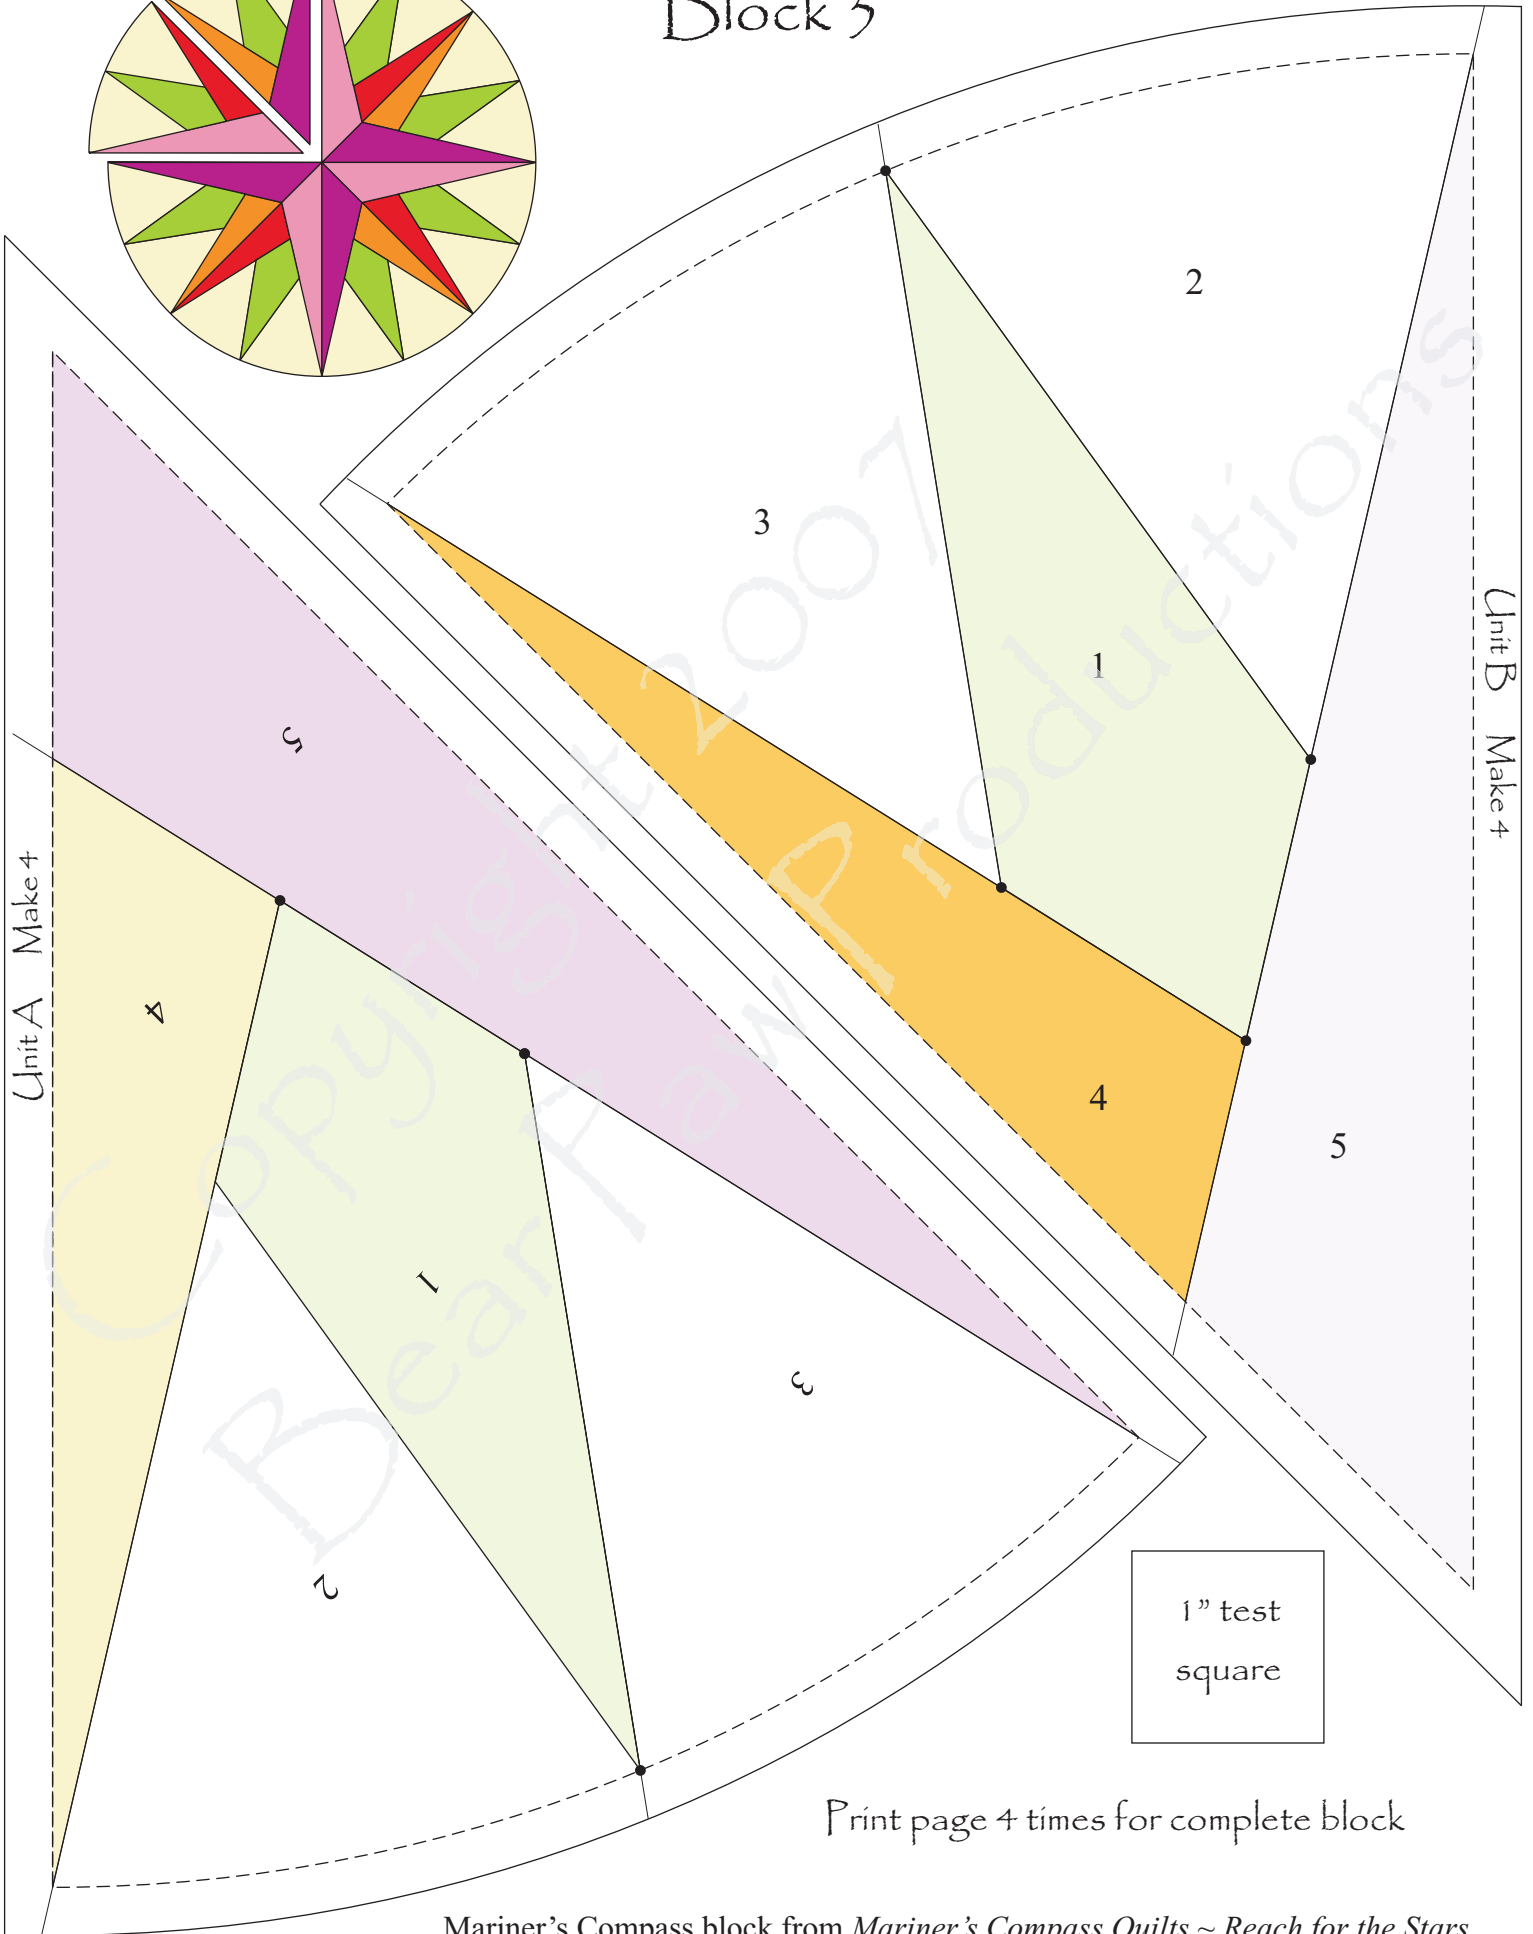 Block 5
2
3
1
4
5
Unit B Make 4
5
4
1
3
2
Unit A Make 4
Copyright 2007
Bear Paw Productions
1” test
square
Print page 4 times for complete block
Mariner’s Compass block from Mariner’s Compass Quilts ~ Reach for the Stars